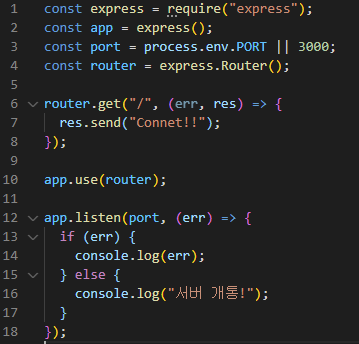 1 const express = require("express");
2 const app = express();
3 const port = process.env.PORT || 3000;
4 const router = express.Router();
5
6 router.get("/", (err, res) => {
7   res.send("Connet!!");
8 });
9
10 app.use(router);
11
12 app.listen(port, (err) => {
13   if (err) {
14     console.log(err);
15   } else {
16     console.log("서버 개통!");
17   }
18 });